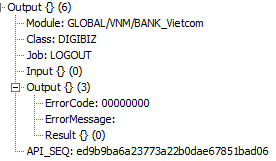 Output {} (6)
Module: GLOBAL/VNM/BANK_Vietcom
Class: DIGIBIZ
Job: LOGOUT
Input {} (0)
Output {} (3)
ErrorCode: 00000000
ErrorMessage:
Result {} (0)
API_SEQ: ed9b9ba6a23773a22b0dae67851bad06